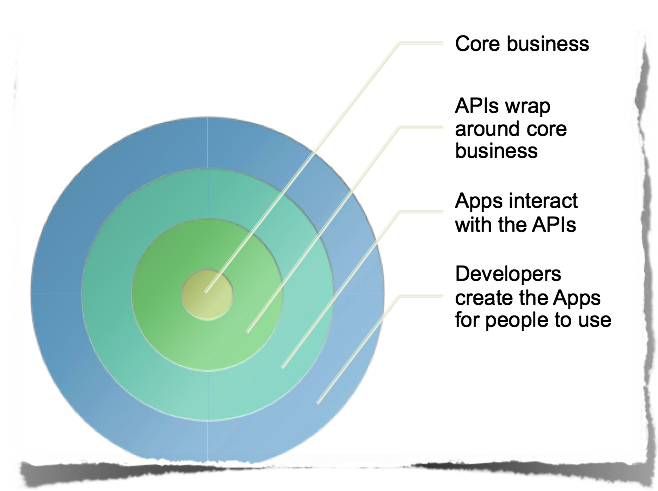 Core business
APIs wrap
around core
business
Apps interact
with the APIs
Developers
create the Apps
for people to use